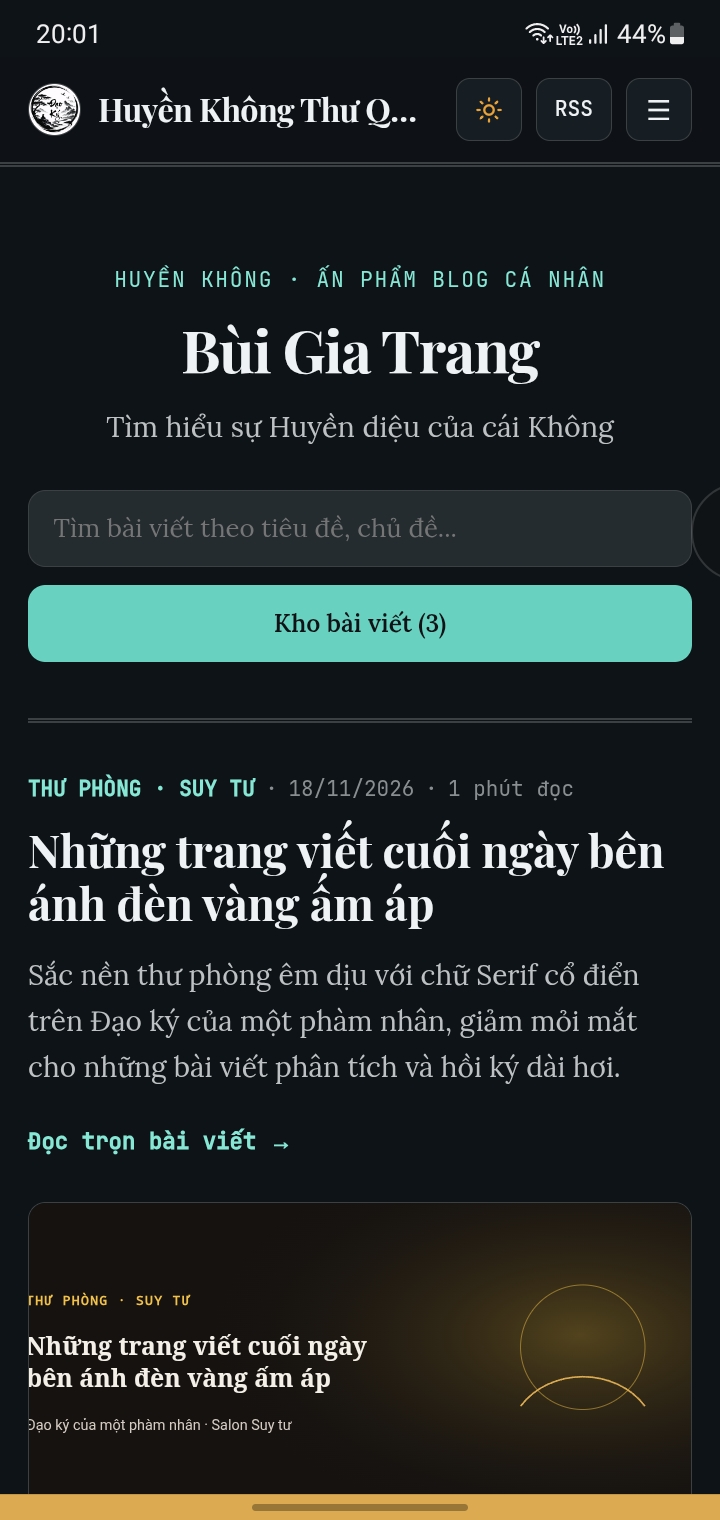 20:01
Vo)) LTE2
44%
Đạo Ký
Huyền Không Thư Q...
RSS
HUYỀN KHÔNG · ẤN PHẨM BLOG CÁ NHÂN
Bùi Gia Trang
Tìm hiểu sự Huyền diệu của cái Không
Tìm bài viết theo tiêu đề, chủ đề...
Kho bài viết (3)
THƯ PHÒNG · SUY TƯ · 18/11/2026 · 1 phút đọc
Những trang viết cuối ngày bên
ánh đèn vàng ấm áp
Sắc nền thư phòng êm dịu với chữ Serif cổ điển
trên Đạo ký của một phàm nhân, giảm mỏi mắt
cho những bài viết phân tích và hồi ký dài hơi.
Đọc trọn bài viết →
THƯ PHÒNG · SUY TƯ
Những trang viết cuối ngày
bên ánh đèn vàng ấm áp
Đạo ký của một phàm nhân · Salon Suy tư